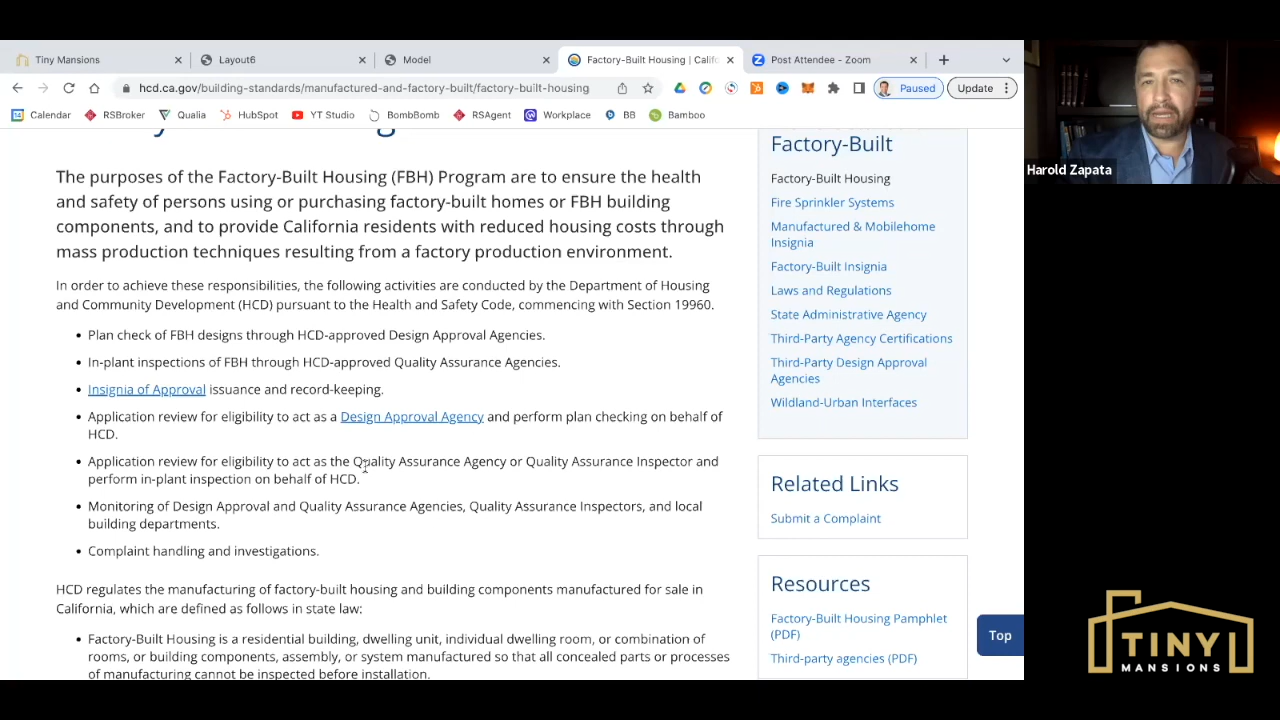 Tiny Mansions
Layout6
Model
Factory-Built Housing | Califo
Post Attendee - Zoom
hcd.ca.gov/building-standards/manufactured-and-factory-built/factory-built-housing
Paused
Update
Calendar
RSBroker
Qualia
HubSpot
YT Studio
BombBomb
RSAgent
Workplace
BB
Bamboo
Harold Zapata
The purposes of the Factory-Built Housing (FBH) Program are to ensure the health
and safety of persons using or purchasing factory-built homes or FBH building
components, and to provide California residents with reduced housing costs through
mass production techniques resulting from a factory production environment.
In order to achieve these responsibilities, the following activities are conducted by the Department of Housing
and Community Development (HCD) pursuant to the Health and Safety Code, commencing with Section 19960.
• Plan check of FBH designs through HCD-approved Design Approval Agencies.
• In-plant inspections of FBH through HCD-approved Quality Assurance Agencies.
• Insignia of Approval issuance and record-keeping.
• Application review for eligibility to act as a Design Approval Agency and perform plan checking on behalf of
HCD.
• Application review for eligibility to act as the Quality Assurance Agency or Quality Assurance Inspector and
perform in-plant inspection on behalf of HCD.
• Monitoring of Design Approval and Quality Assurance Agencies, Quality Assurance Inspectors, and local
building departments.
• Complaint handling and investigations.
HCD regulates the manufacturing of factory-built housing and building components manufactured for sale in
California, which are defined as follows in state law:
• Factory-Built Housing is a residential building, dwelling unit, individual dwelling room, or combination of
rooms, or building components, assembly, or system manufactured so that all concealed parts or processes
of manufacturing cannot be inspected before installation.
Factory-Built
Factory-Built Housing
Fire Sprinkler Systems
Manufactured & Mobilehome
Insignia
Factory-Built Insignia
Laws and Regulations
State Administrative Agency
Third-Party Agency Certifications
Third-Party Design Approval
Agencies
Wildland-Urban Interfaces
Related Links
Submit a Complaint
Resources
Factory-Built Housing Pamphlet
(PDF)
Third-party agencies (PDF)
Top
TINY
MANSIONS